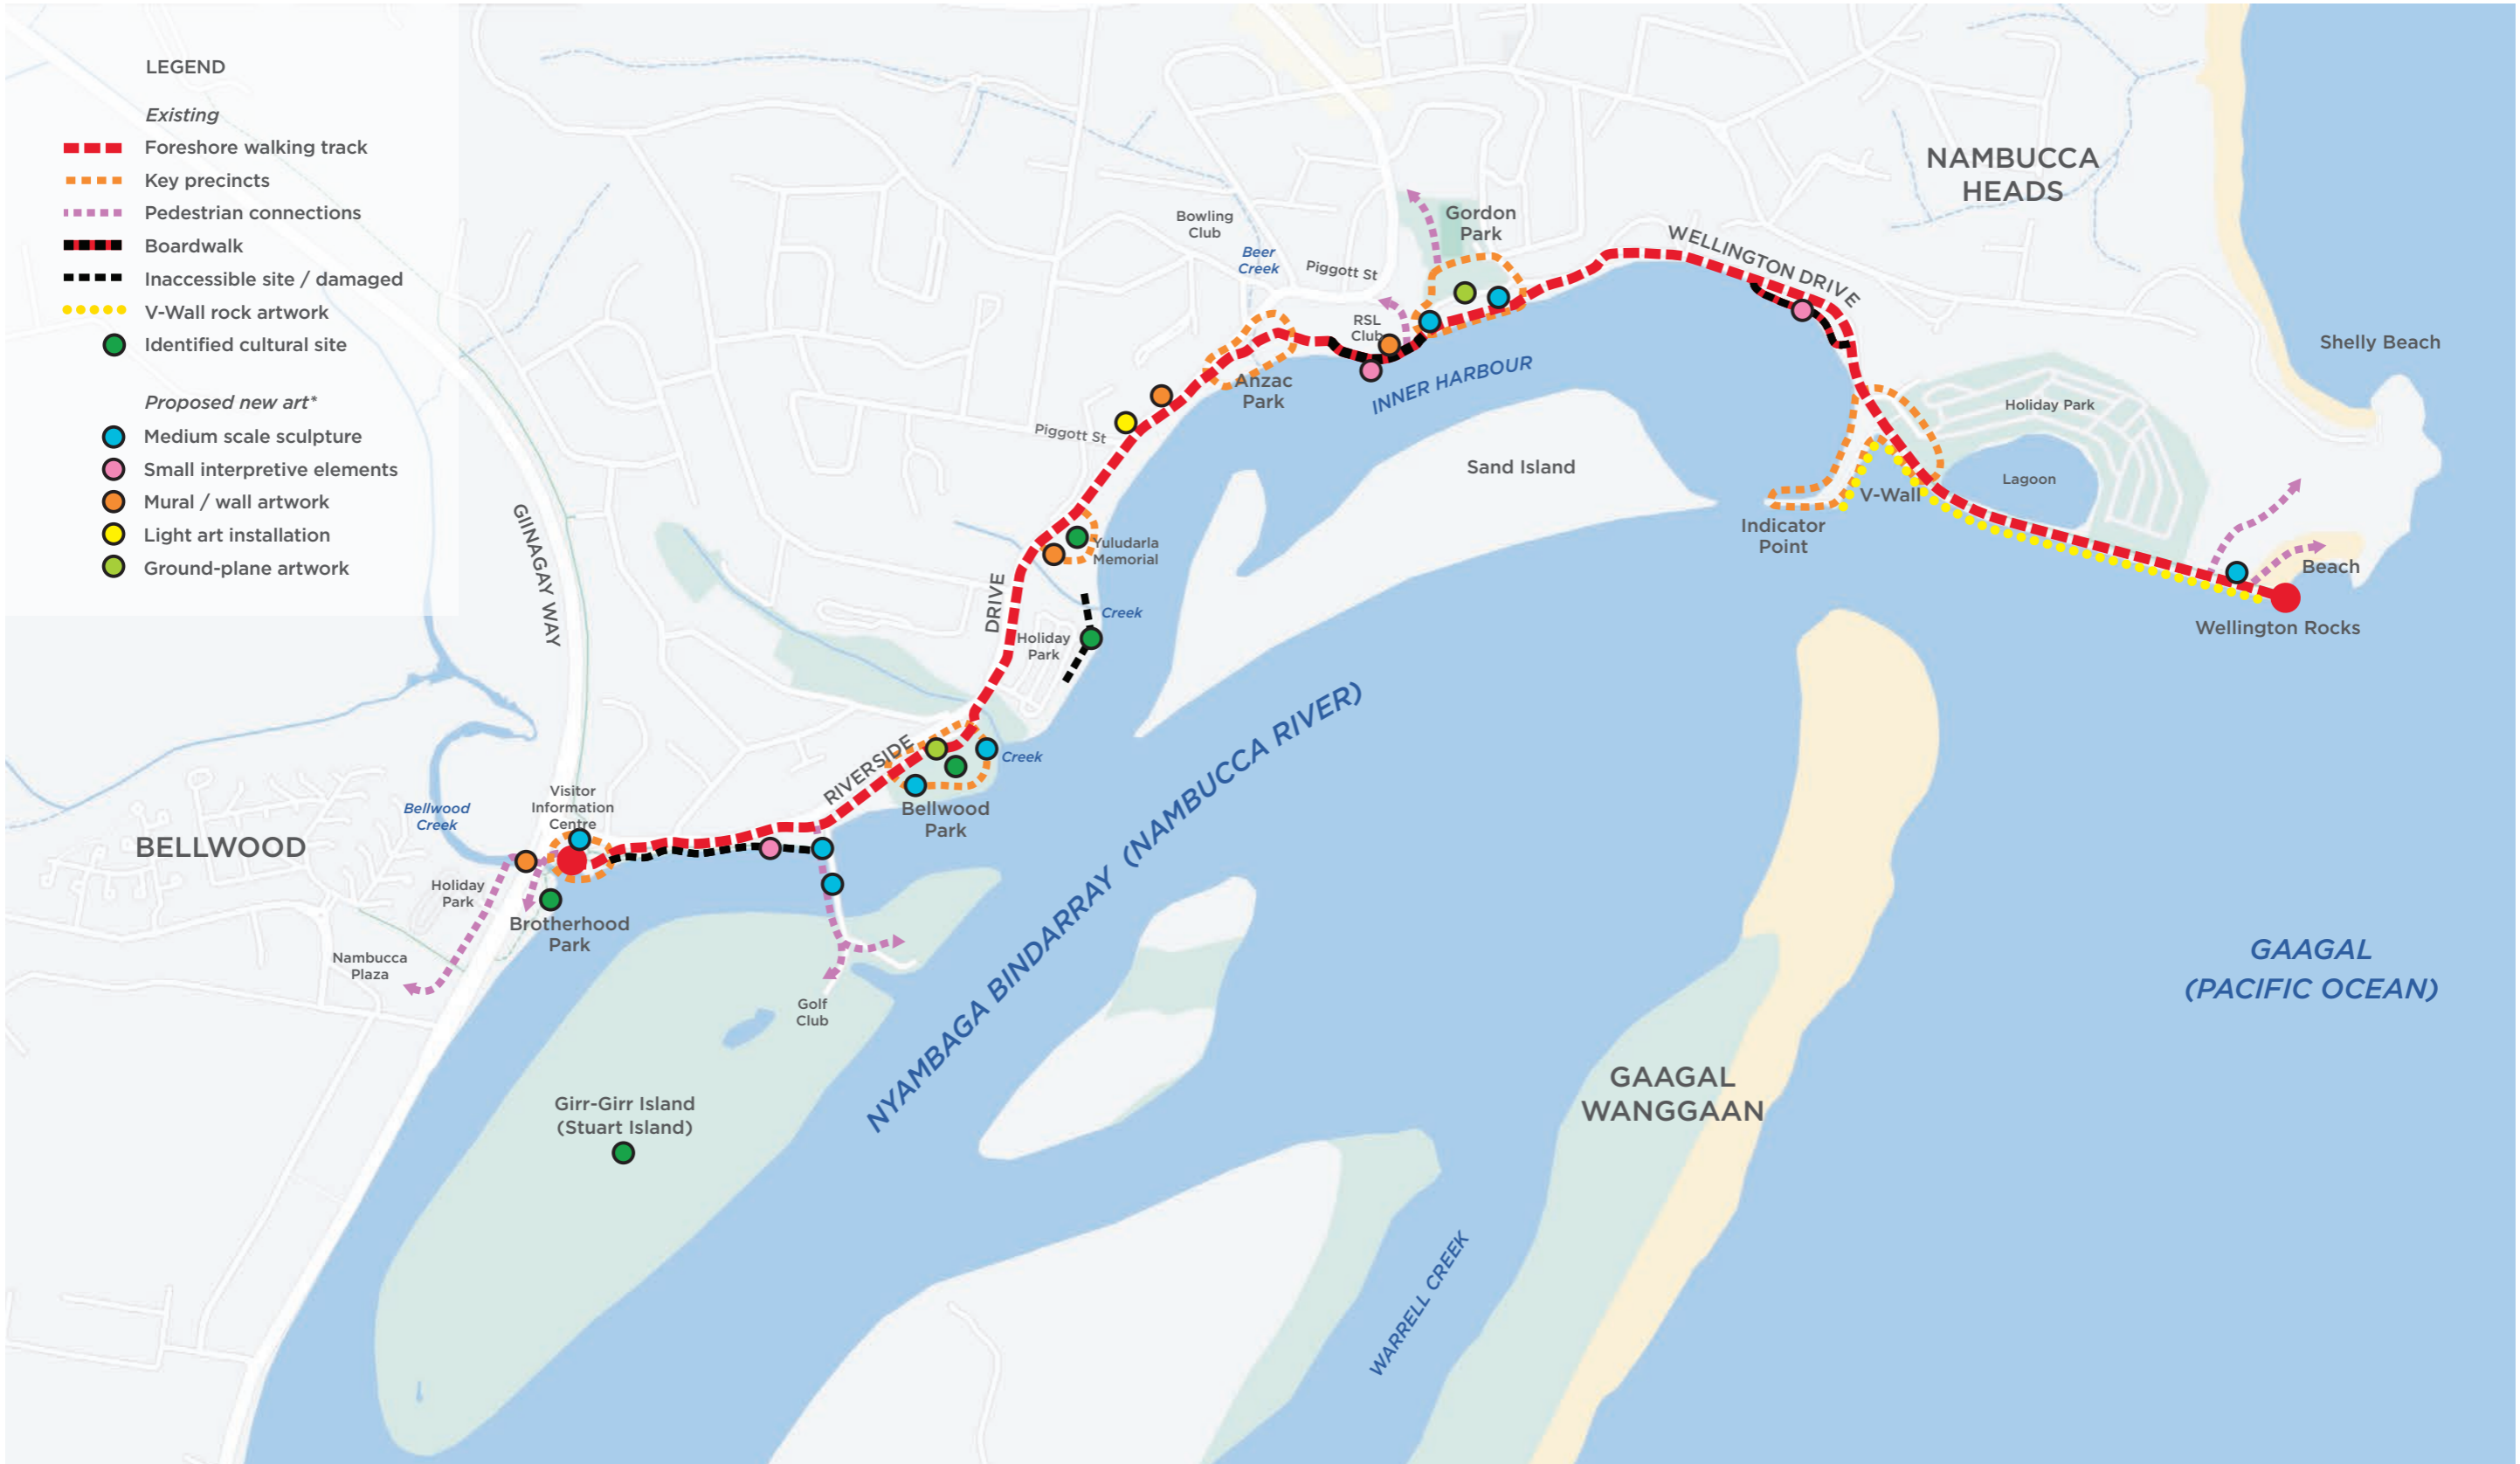 LEGEND
Existing
Foreshore walking track
Key precincts
Pedestrian connections
Boardwalk
Inaccessible site / damaged
V-Wall rock artwork
Identified cultural site
Proposed new art*
Medium scale sculpture
Small interpretive elements
Mural / wall artwork
Light art installation
Ground-plane artwork
NAMBUCCA
HEADS
Bowling
Club
Beer
Creek
Piggott St
Gordon
Park
WELLINGTON DRIVE
RSL
Club
INNER HARBOUR
Anzac
Park
Piggott St
Shelly Beach
Holiday Park
Lagoon
Sand Island
V-Wall
Indicator
Point
Beach
Wellington Rocks
GIINAGAY WAY
Yuludarla
Memorial
Creek
Holiday
Park
RIVERSIDE
DRIVE
Creek
Bellwood
Park
Visitor
Information
Centre
Bellwood
Creek
BELLWOOD
Holiday
Park
Brotherhood
Park
Nambucca
Plaza
Golf
Club
NYAMBAGA BINDARRAY (NAMBUCCA RIVER)
Girr-Girr Island
(Stuart Island)
GAAGAL
WANGGAAN
GAAGAL
(PACIFIC OCEAN)
WARRELL CREEK